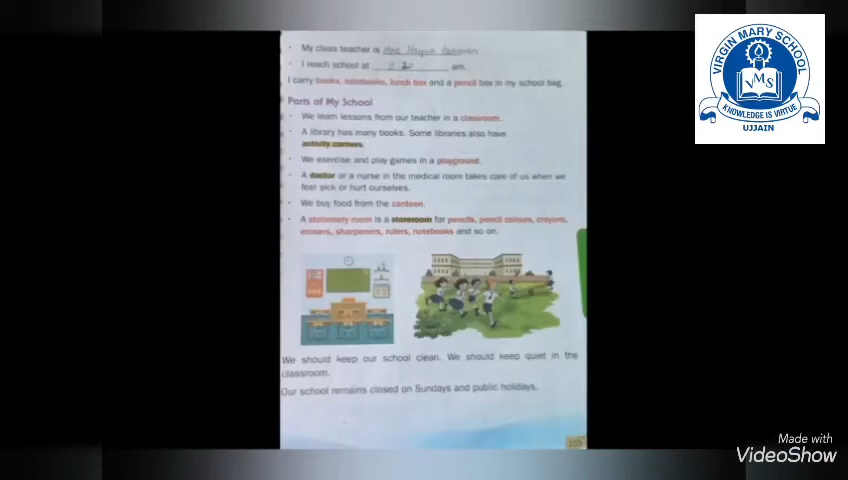 My class teacher is Mrs.
I reach school at am.
I carry books, notebooks, lunch box and a pencil box in my school bag.
Parts of My School
We learn lessons from our teacher in a classroom.
A library has many books. Some libraries also have
activity corners.
We exercise and play games in a playground.
A doctor or a nurse in the medical room takes care of us when we
feel sick or hurt ourselves.
We buy food from the canteen.
A stationery room is a storeroom for pencils, pencil colours, crayons,
erasers, sharpeners, rulers, notebooks and so on.
We should keep our school clean. We should keep quiet in the
classroom.
Our school remains closed on Sundays and public holidays.
VIRGIN MARY SCHOOL
VMS
KNOWLEDGE IS VIRTUE
UJJAIN
Made with
VideoShow